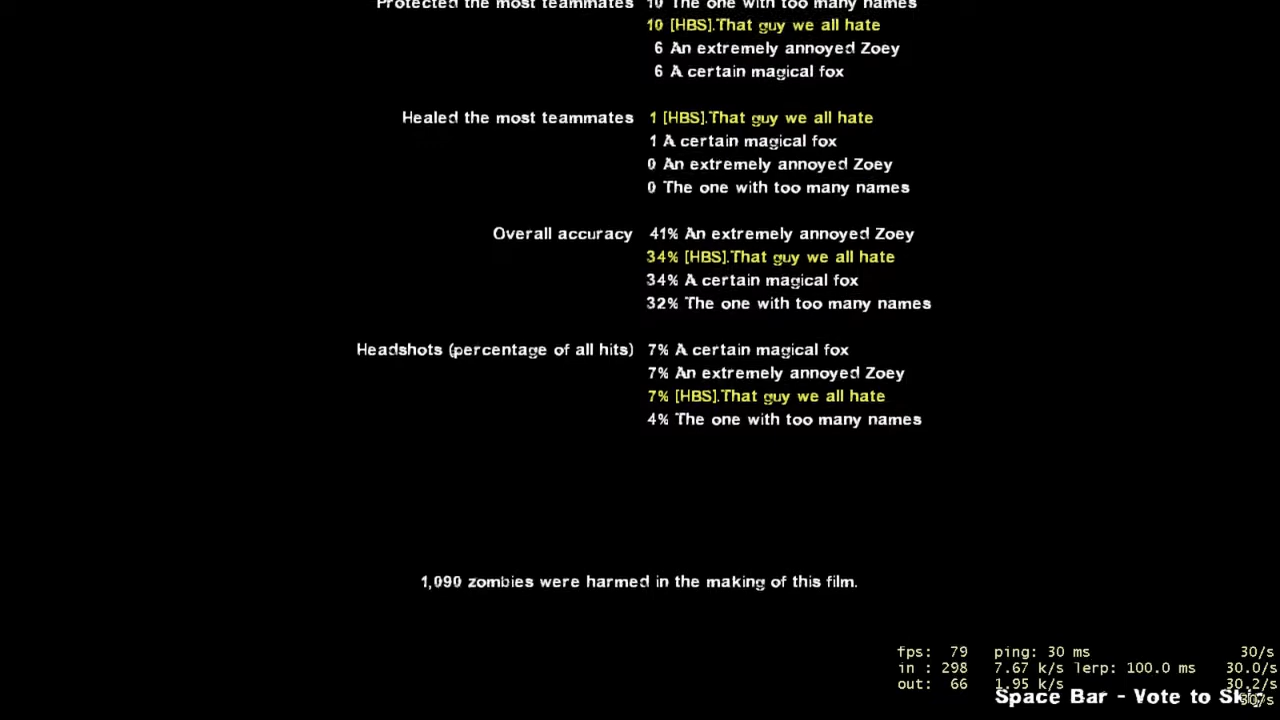 Protected the most teammates 10 The one with too many names
10 [HBS].That guy we all hate
6 An extremely annoyed Zoey
6 A certain magical fox
Healed the most teammates 1 [HBS].That guy we all hate
1 A certain magical fox
0 An extremely annoyed Zoey
0 The one with too many names
Overall accuracy 41% An extremely annoyed Zoey
34% [HBS].That guy we all hate
34% A certain magical fox
32% The one with too many names
Headshots (percentage of all hits) 7% A certain magical fox
7% An extremely annoyed Zoey
7% [HBS].That guy we all hate
4% The one with too many names
1,090 zombies were harmed in the making of this film.
fps: 79 ping: 30 ms 30/s
in : 298 7.67 k/s lerp: 100.0 ms 30.0/s
out: 66 1.95 k/s 30.2/s
Space Bar - Vote to Skip